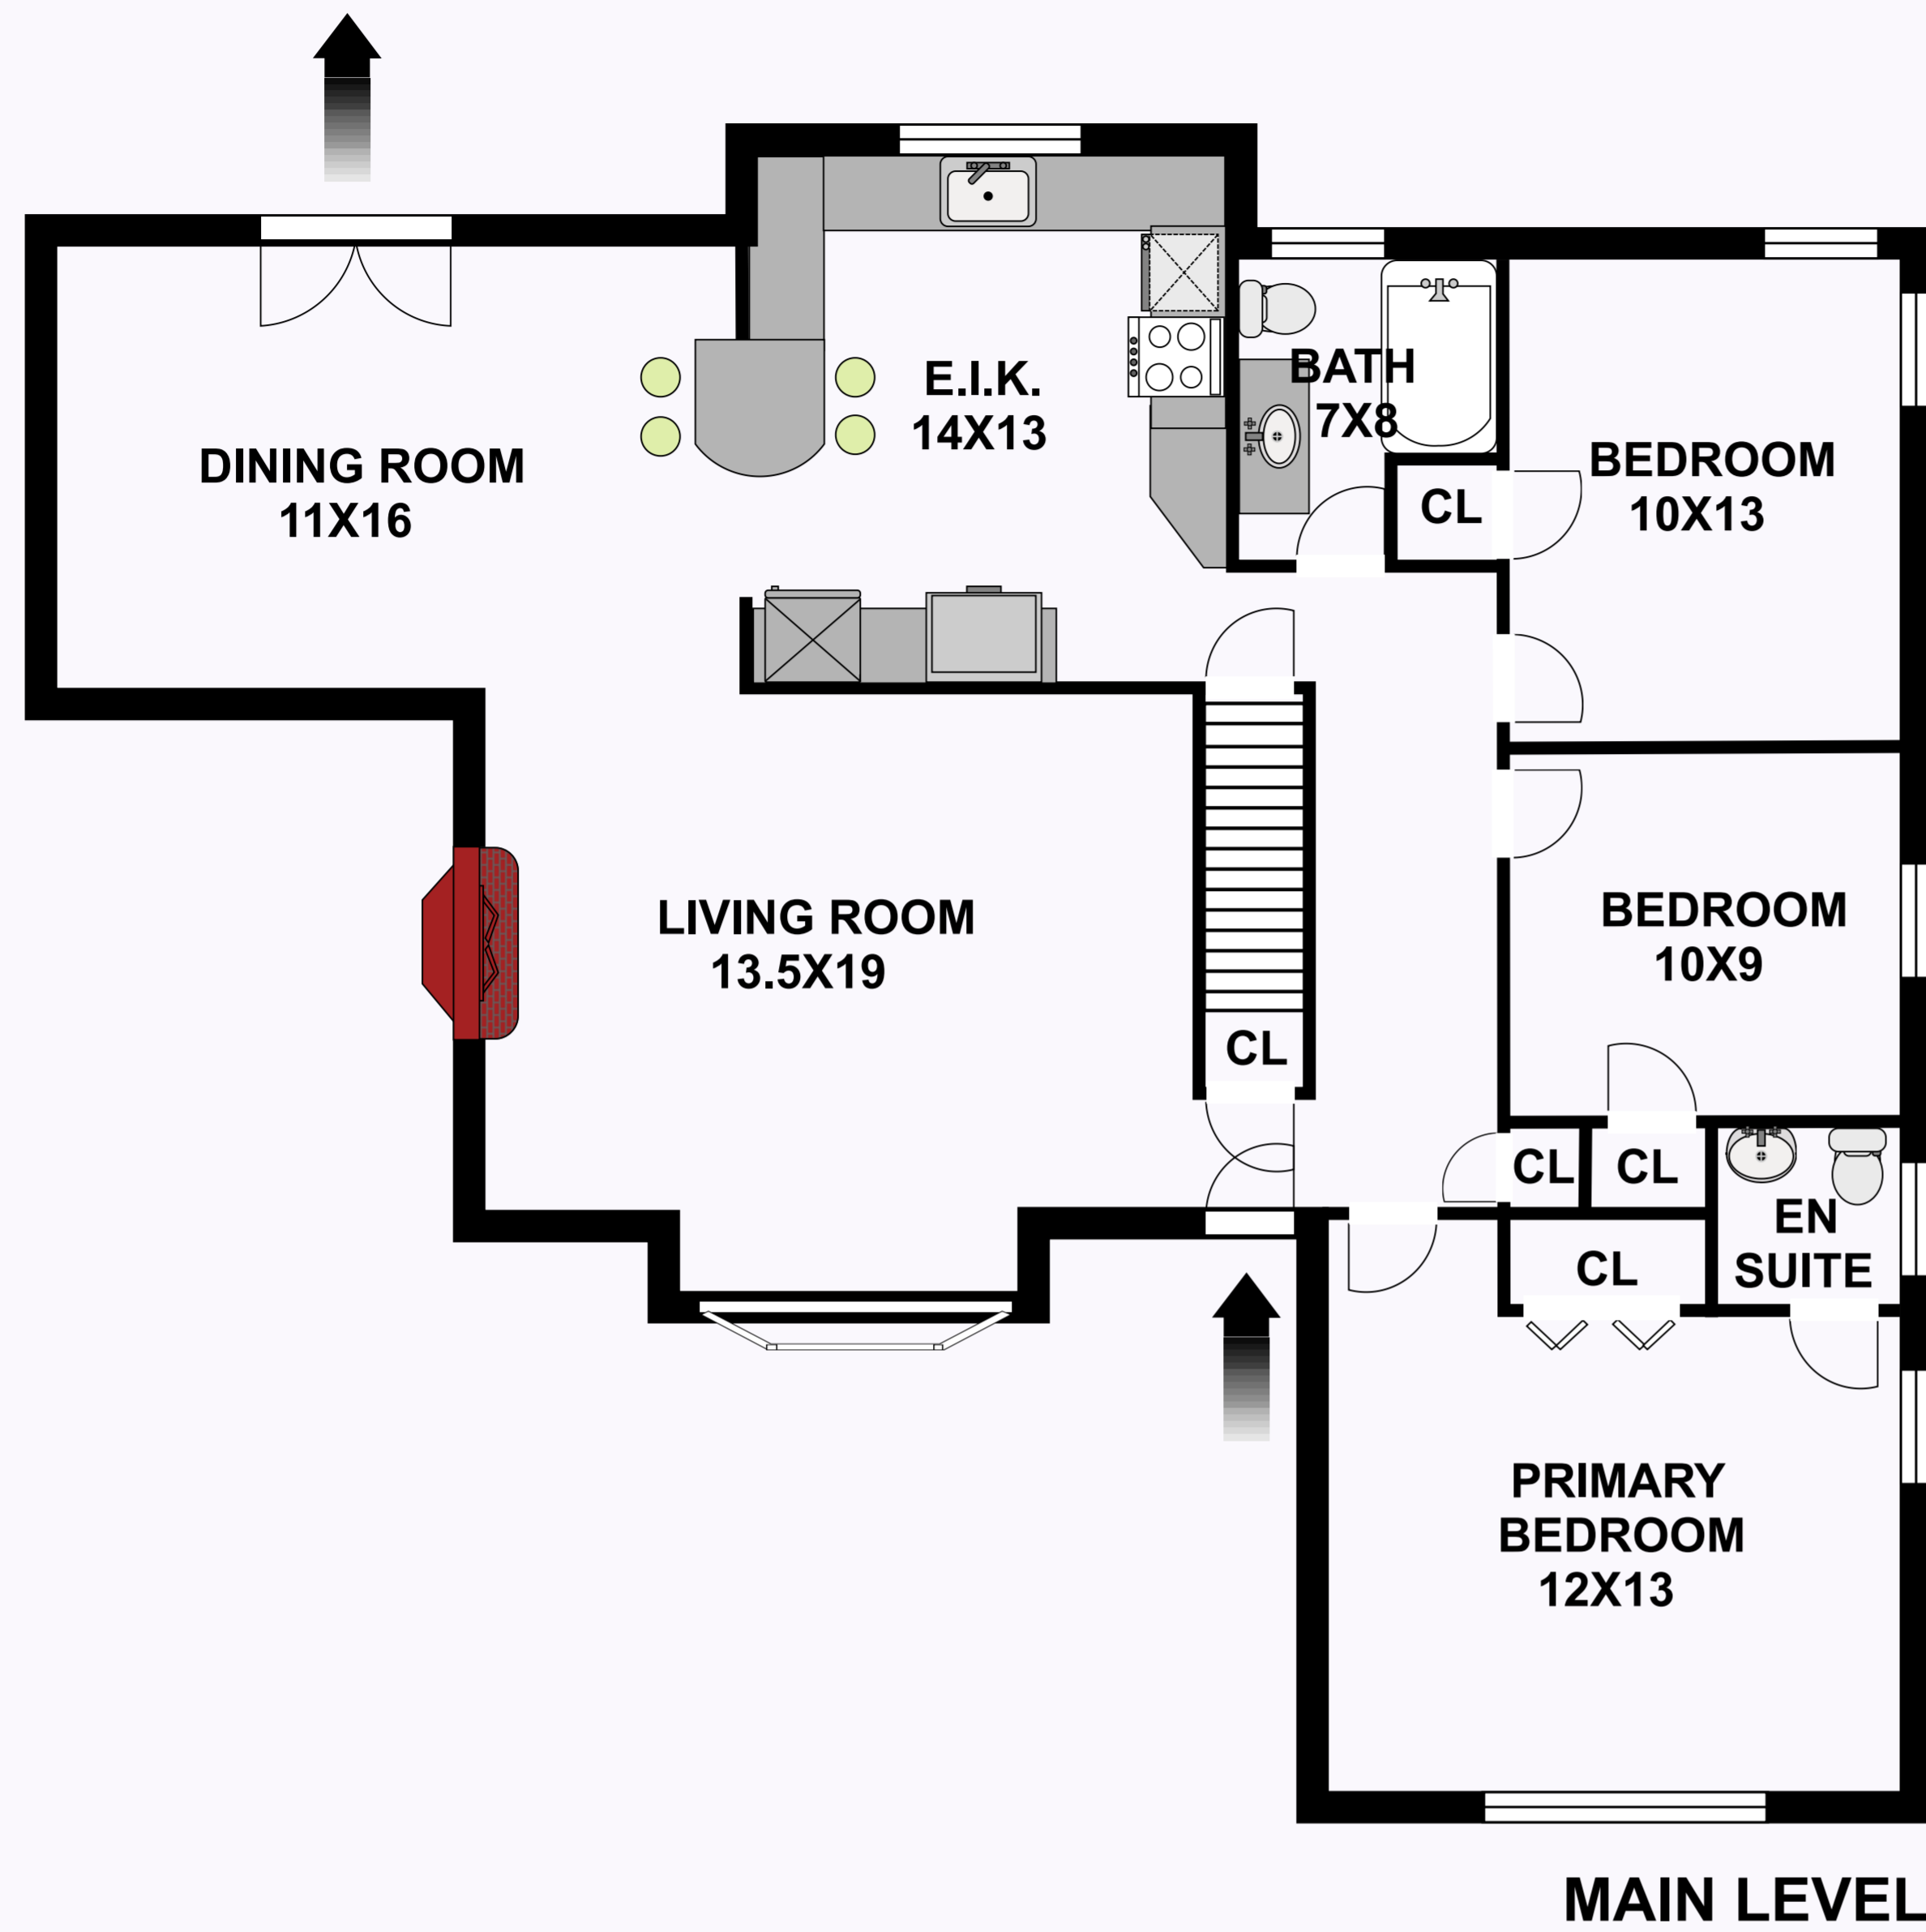 E.I.K.
14X13
BATH
7X8
DINING ROOM
11X16
BEDROOM
10X13
CL
LIVING ROOM
13.5X19
BEDROOM
10X9
CL
CL
CL
EN
SUITE
CL
PRIMARY
BEDROOM
12X13
MAIN LEVEL